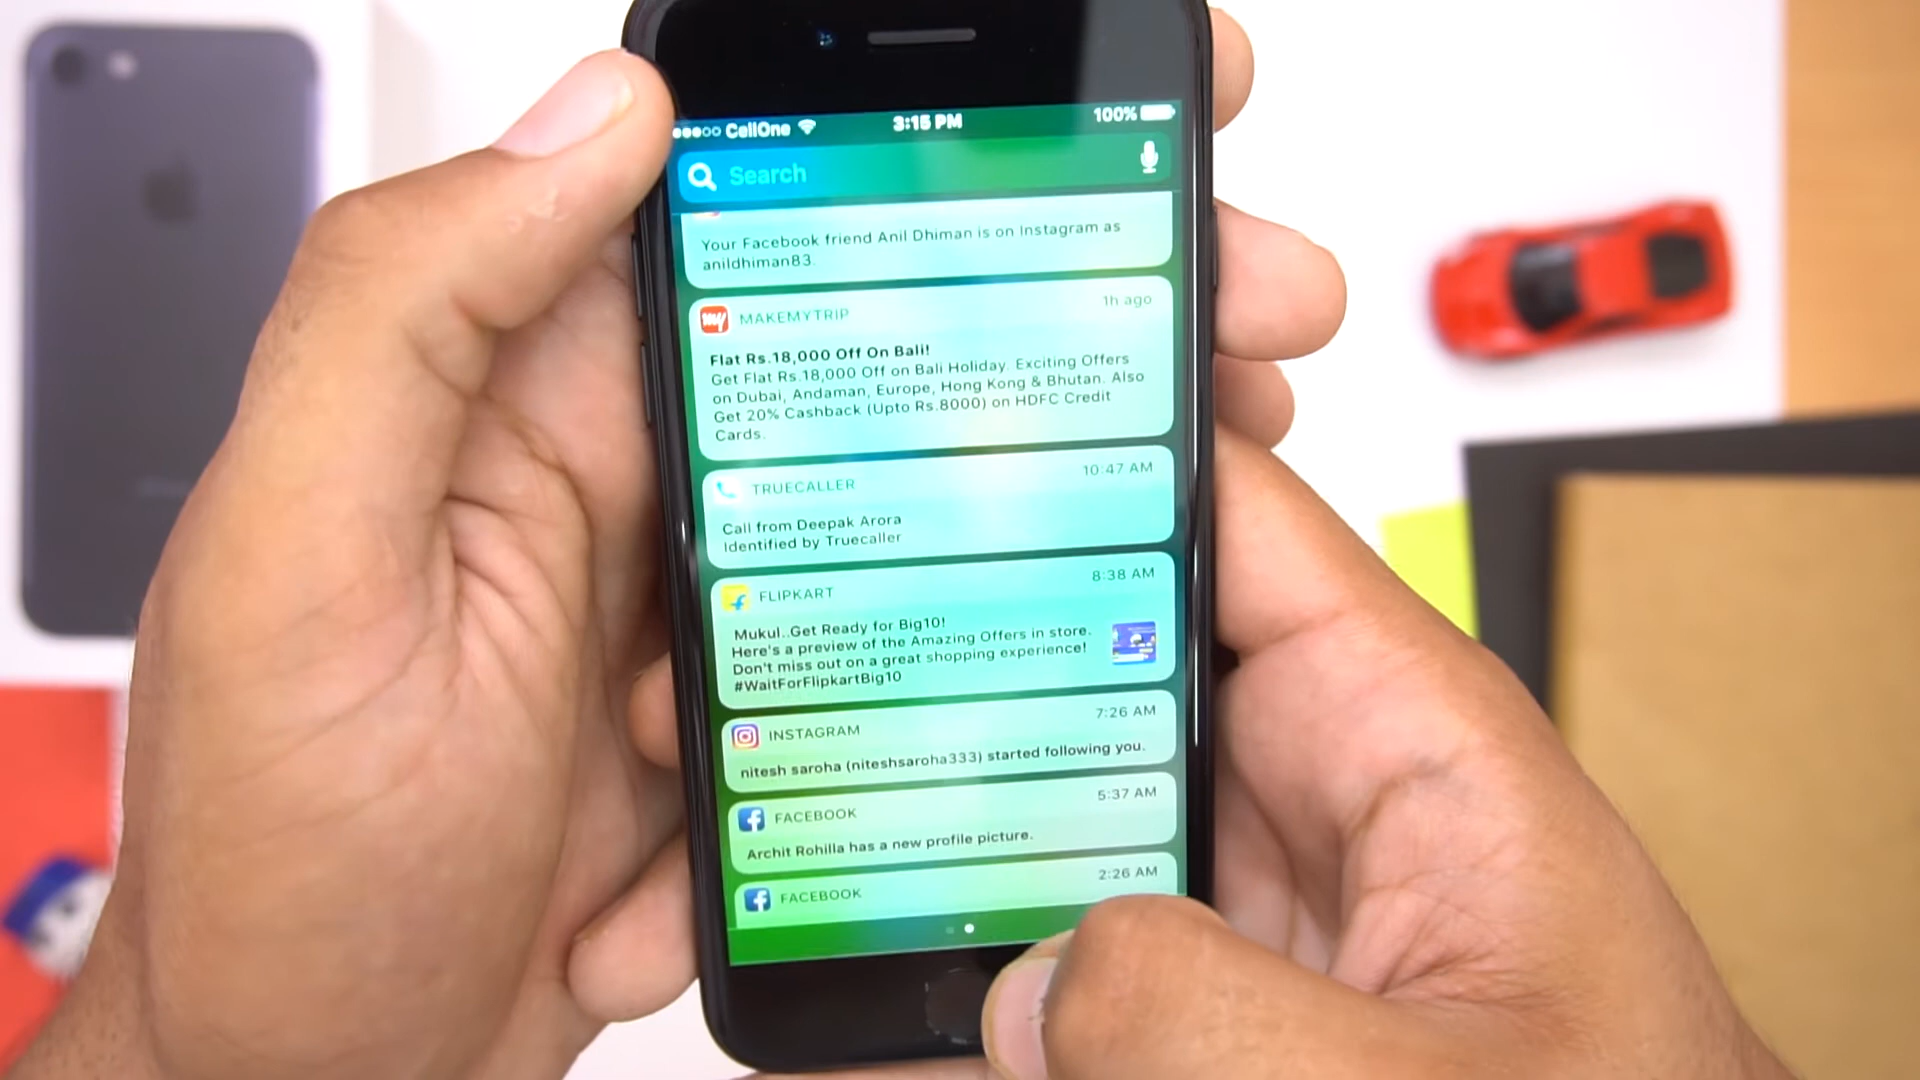 CellOne 3:15 PM 100%
Search
Your Facebook friend Anil Dhiman is on Instagram as
anildhiman83.
my MAKEMYTRIP 1h ago
Flat Rs.18,000 Off On Bali!
Get Flat Rs.18,000 Off on Bali Holiday. Exciting Offers
on Dubai, Andaman, Europe, Hong Kong & Bhutan. Also
Get 20% Cashback (Upto Rs.8000) on HDFC Credit
Cards.
TRUECALLER 10:47 AM
Call from Deepak Arora
Identified by Truecaller
FLIPKART 8:38 AM
Mukul..Get Ready for Big10!
Here's a preview of the Amazing Offers in store.
Don't miss out on a great shopping experience!
#WaitForFlipkartBig10
INSTAGRAM 7:26 AM
nitesh saroha (niteshsaroha333) started following you.
FACEBOOK 5:37 AM
Archit Rohilla has a new profile picture.
FACEBOOK 2:26 AM